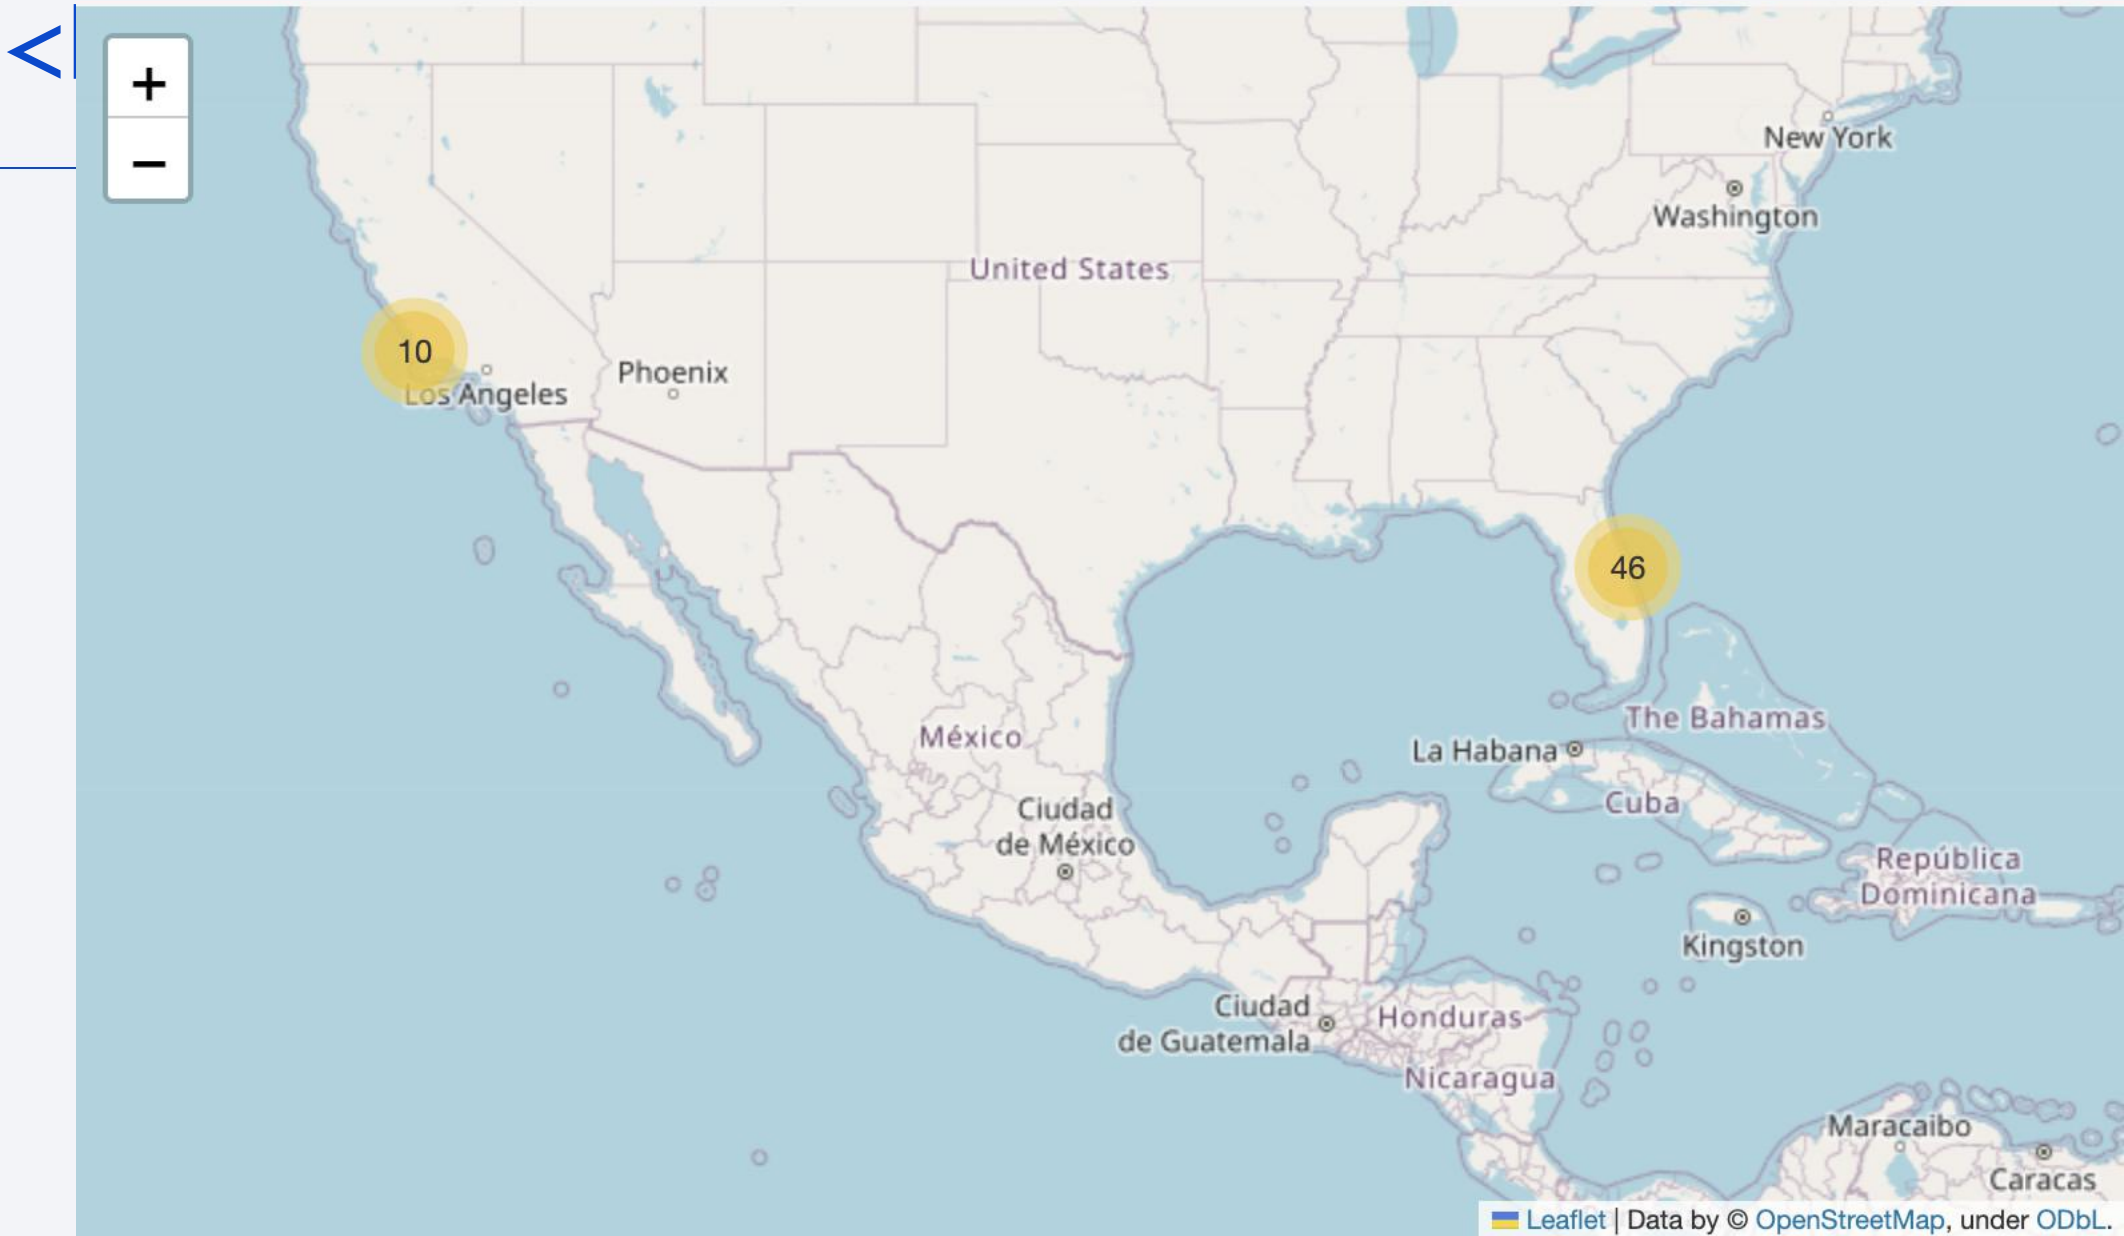 <
+
−
New York
Washington
United States
10
Los Angeles
Phoenix
46
The Bahamas
México
La Habana
Cuba
Ciudad
de México
República
Dominicana
Kingston
Ciudad
de Guatemala
Honduras
Nicaragua
Maracaibo
Caracas
Leaflet | Data by © OpenStreetMap, under ODbL.